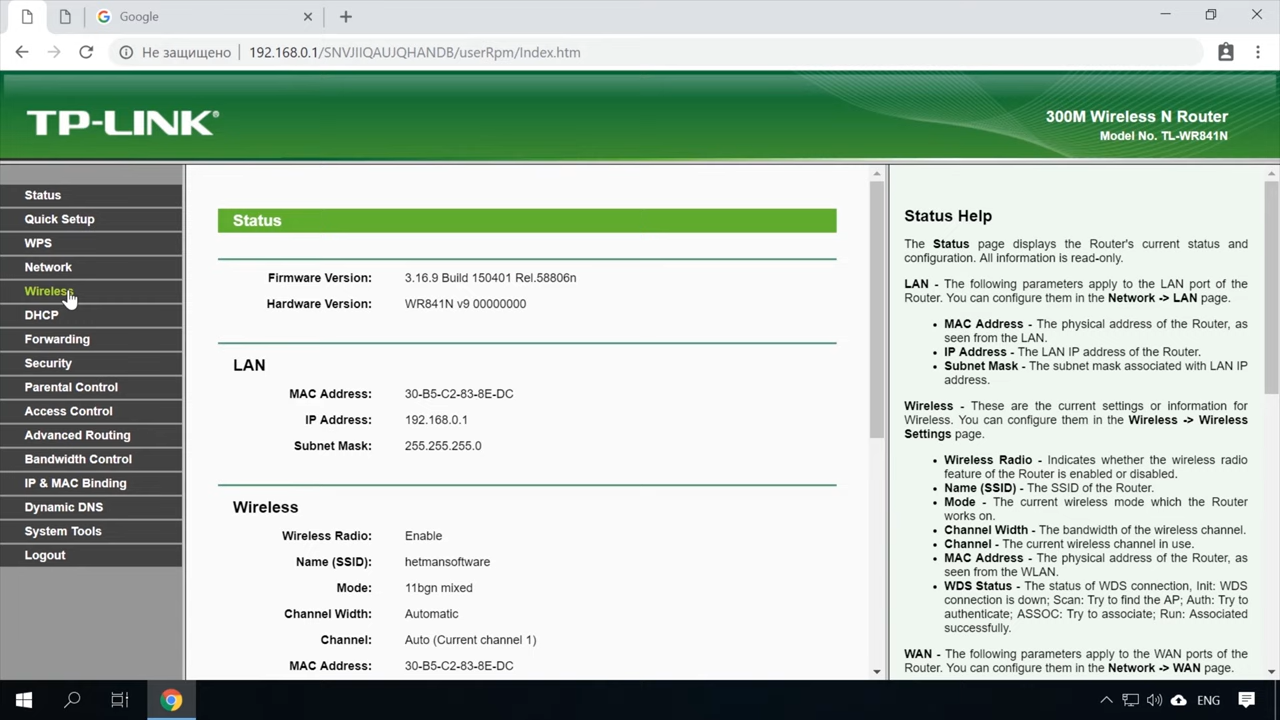 Google
Не защищено
192.168.0.1/SNVJIIQAUJQHANDB/userRpm/Index.htm
TP-LINK®
300M Wireless N Router
Model No. TL-WR841N
Status
Quick Setup
WPS
Network
Wireless
DHCP
Forwarding
Security
Parental Control
Access Control
Advanced Routing
Bandwidth Control
IP & MAC Binding
Dynamic DNS
System Tools
Logout
Status
Firmware Version: 3.16.9 Build 150401 Rel.58806n
Hardware Version: WR841N v9 00000000
LAN
MAC Address: 30-B5-C2-83-8E-DC
IP Address: 192.168.0.1
Subnet Mask: 255.255.255.0
Wireless
Wireless Radio: Enable
Name (SSID): hetmansoftware
Mode: 11bgn mixed
Channel Width: Automatic
Channel: Auto (Current channel 1)
MAC Address: 30-B5-C2-83-8E-DC
Status Help
The Status page displays the Router's current status and
configuration. All information is read-only.
LAN - The following parameters apply to the LAN port of the
Router. You can configure them in the Network -> LAN page.
• MAC Address - The physical address of the Router, as
seen from the LAN.
• IP Address - The LAN IP address of the Router.
• Subnet Mask - The subnet mask associated with LAN IP
address.
Wireless - These are the current settings or information for
Wireless. You can configure them in the Wireless -> Wireless
Settings page.
• Wireless Radio - Indicates whether the wireless radio
feature of the Router is enabled or disabled.
• Name (SSID) - The SSID of the Router.
• Mode - The current wireless mode which the Router
works on.
• Channel Width - The bandwidth of the wireless channel.
• Channel - The current wireless channel in use.
• MAC Address - The physical address of the Router, as
seen from the WLAN.
• WDS Status - The status of WDS connection, Init: WDS
connection is down; Scan: Try to find the AP; Auth: Try to
authenticate; ASSOC: Try to associate; Run: Associated
successfully.
WAN - The following parameters apply to the WAN ports of the
Router. You can configure them in the Network -> WAN page.
ENG